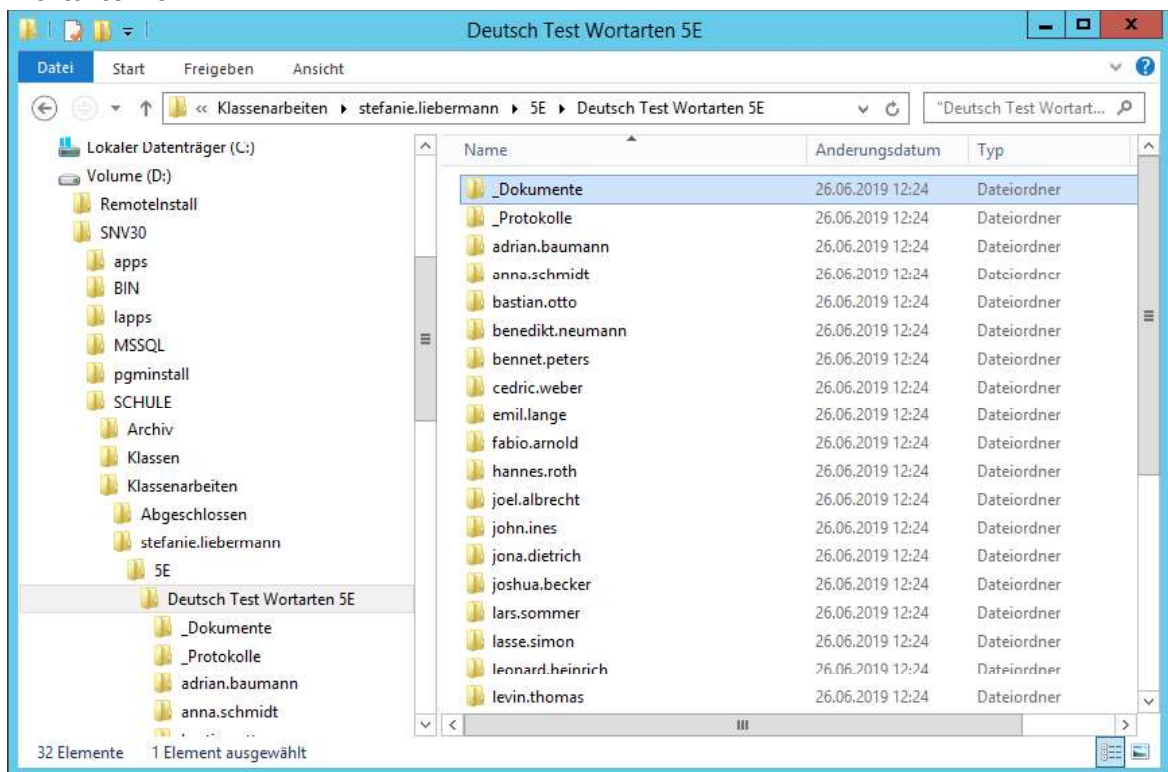 Deutsch Test Wortarten 5E
Datei Start Freigeben Ansicht
« Klassenarbeiten stefanie.liebermann 5E Deutsch Test Wortarten 5E "Deutsch Test Wortart...
Lokaler Datenträger (C:)
Volume (D:)
RemoteInstall
SNV30
apps
BIN
lapps
MSSQL
pgminstall
SCHULE
Archiv
Klassen
Klassenarbeiten
Abgeschlossen
stefanie.liebermann
5E
Deutsch Test Wortarten 5E
_Dokumente
_Protokolle
adrian.baumann
anna.schmidt
Name Änderungsdatum Typ
_Dokumente 26.06.2019 12:24 Dateiordner
_Protokolle 26.06.2019 12:24 Dateiordner
adrian.baumann 26.06.2019 12:24 Dateiordner
anna.schmidt 26.06.2019 12:24 Dateiordner
bastian.otto 26.06.2019 12:24 Dateiordner
benedikt.neumann 26.06.2019 12:24 Dateiordner
bennet.peters 26.06.2019 12:24 Dateiordner
cedric.weber 26.06.2019 12:24 Dateiordner
emil.lange 26.06.2019 12:24 Dateiordner
fabio.arnold 26.06.2019 12:24 Dateiordner
hannes.roth 26.06.2019 12:24 Dateiordner
joel.albrecht 26.06.2019 12:24 Dateiordner
john.ines 26.06.2019 12:24 Dateiordner
jona.dietrich 26.06.2019 12:24 Dateiordner
joshua.becker 26.06.2019 12:24 Dateiordner
lars.sommer 26.06.2019 12:24 Dateiordner
lasse.simon 26.06.2019 12:24 Dateiordner
leonard.heinrich 26.06.2019 12:24 Dateiordner
levin.thomas 26.06.2019 12:24 Dateiordner
32 Elemente 1 Element ausgewählt